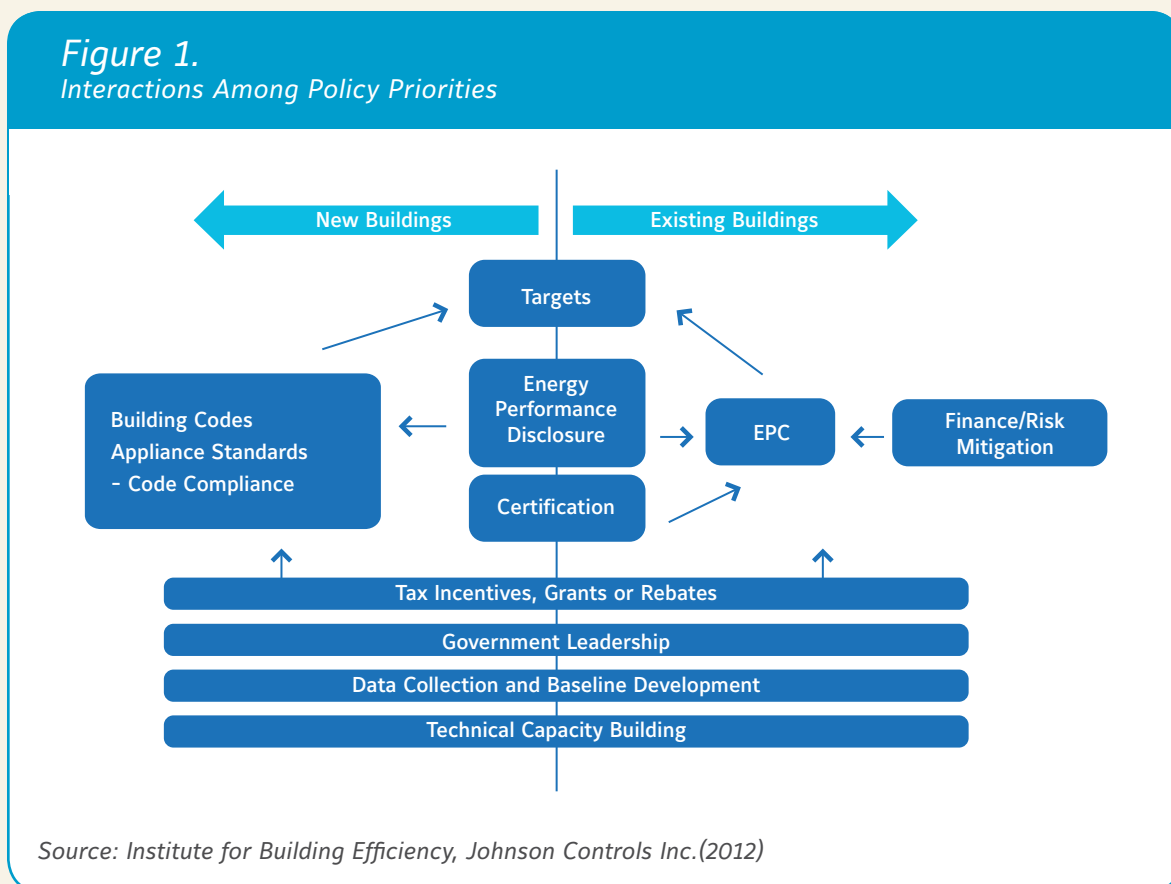 Figure 1.
Interactions Among Policy Priorities
New Buildings
Existing Buildings
Targets
Energy
Performance
Disclosure
Building Codes
Appliance Standards
– Code Compliance
EPC
Finance/Risk
Mitigation
Certification
Tax Incentives, Grants or Rebates
Government Leadership
Data Collection and Baseline Development
Technical Capacity Building
Source: Institute for Building Efficiency, Johnson Controls Inc.(2012)